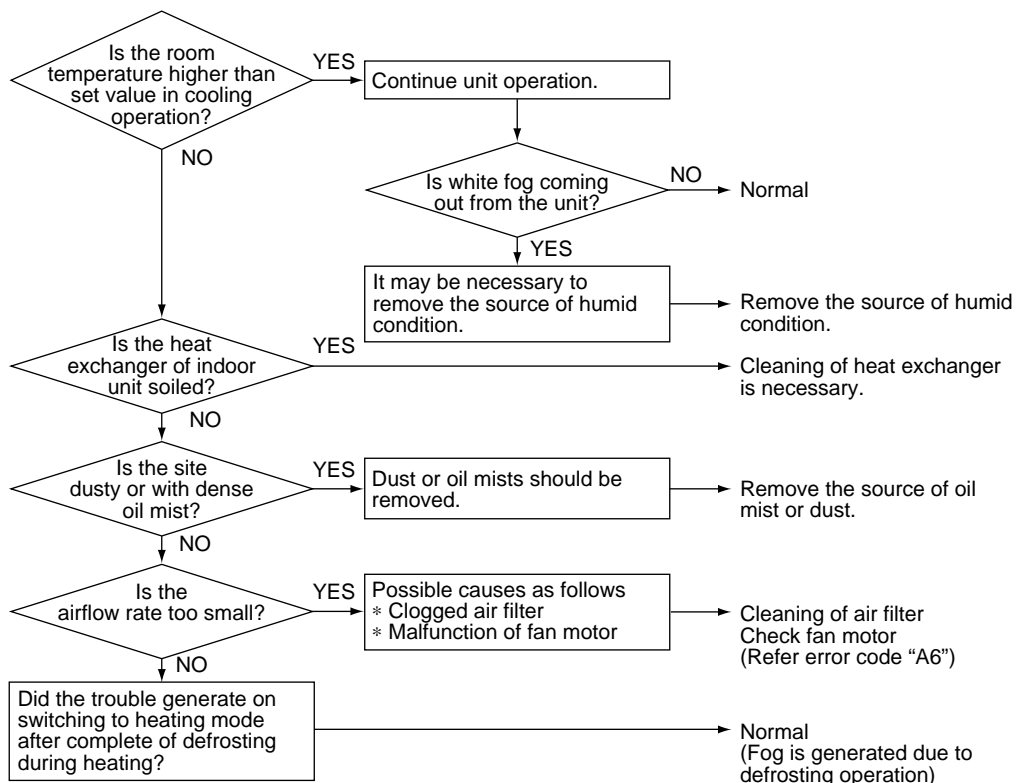 Is the room
temperature higher than
set value in cooling
operation?
YES
Continue unit operation.
NO
Is white fog coming
out from the unit?
NO
Normal
YES
It may be necessary to
remove the source of humid
condition.
Remove the source of humid
condition.
Is the heat
exchanger of indoor
unit soiled?
YES
Cleaning of heat exchanger
is necessary.
NO
Is the site
dusty or with dense
oil mist?
YES
Dust or oil mists should be
removed.
Remove the source of oil
mist or dust.
NO
Is the
airflow rate too small?
YES
Possible causes as follows
* Clogged air filter
* Malfunction of fan motor
Cleaning of air filter
Check fan motor
(Refer error code “A6”)
NO
Did the trouble generate on
switching to heating mode
after complete of defrosting
during heating?
Normal
(Fog is generated due to
defrosting operation)